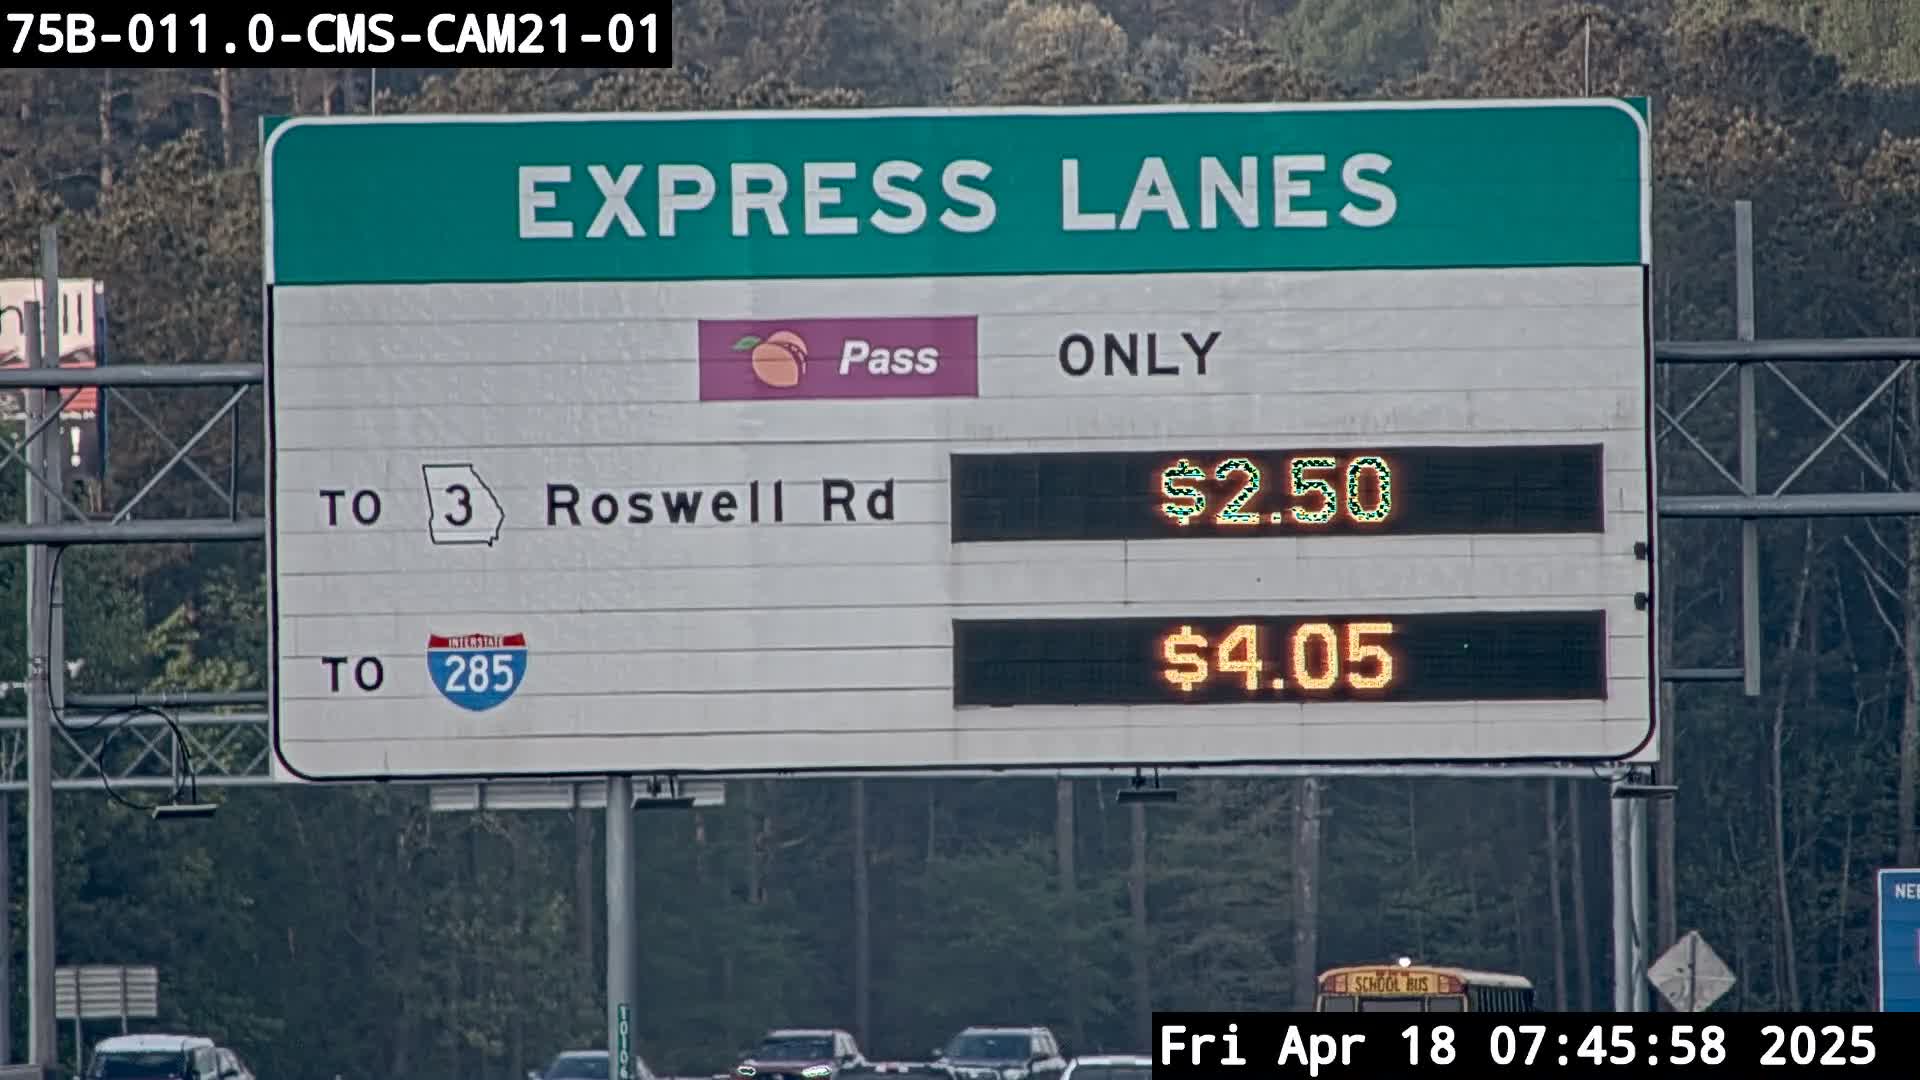 75B-011.0-CMS-CAM21-01
EXPRESS LANES
Pass ONLY
TO 3 Roswell Rd $2.50
INTERSTATE
TO 285 $4.05
SCHOOL BUS
Fri Apr 18 07:45:58 2025